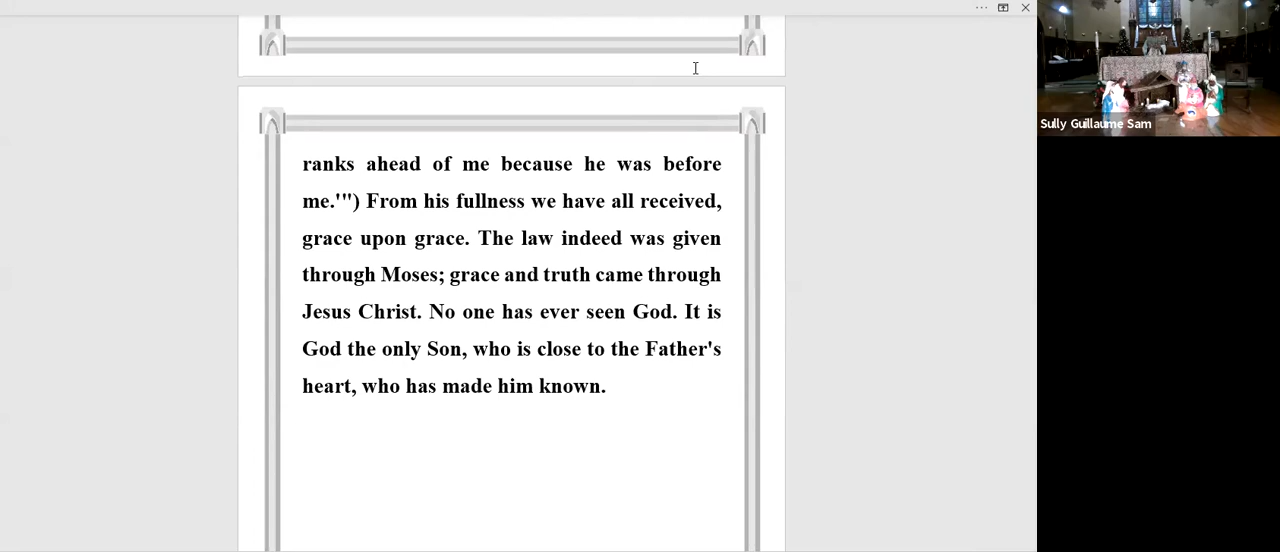 ranks ahead of me because he was before
me.'") From his fullness we have all received,
grace upon grace. The law indeed was given
through Moses; grace and truth came through
Jesus Christ. No one has ever seen God. It is
God the only Son, who is close to the Father's
heart, who has made him known.
Sully Guillaume Sam